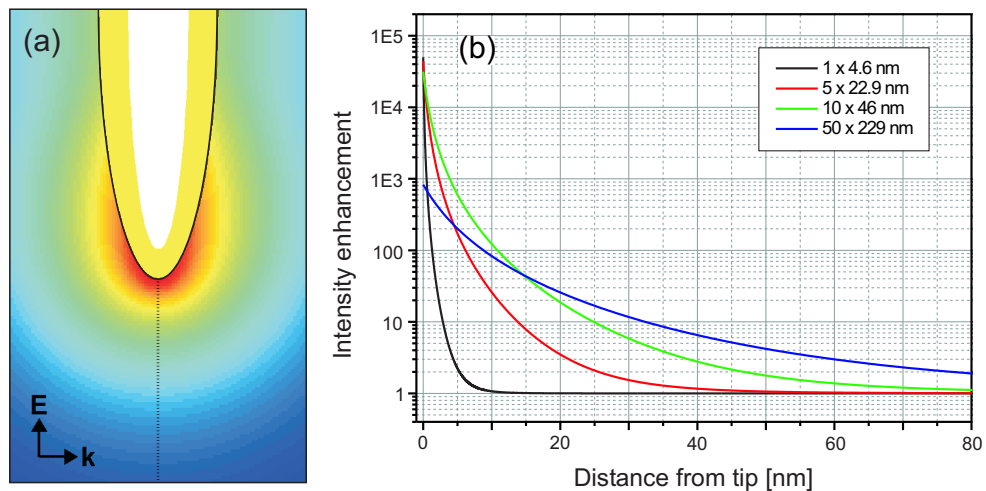 (a)
E
k
(b)
1E5
1E4
1E3
100
10
1
Intensity enhancement
0
20
40
60
80
Distance from tip [nm]
1 x 4.6 nm
5 x 22.9 nm
10 x 46 nm
50 x 229 nm